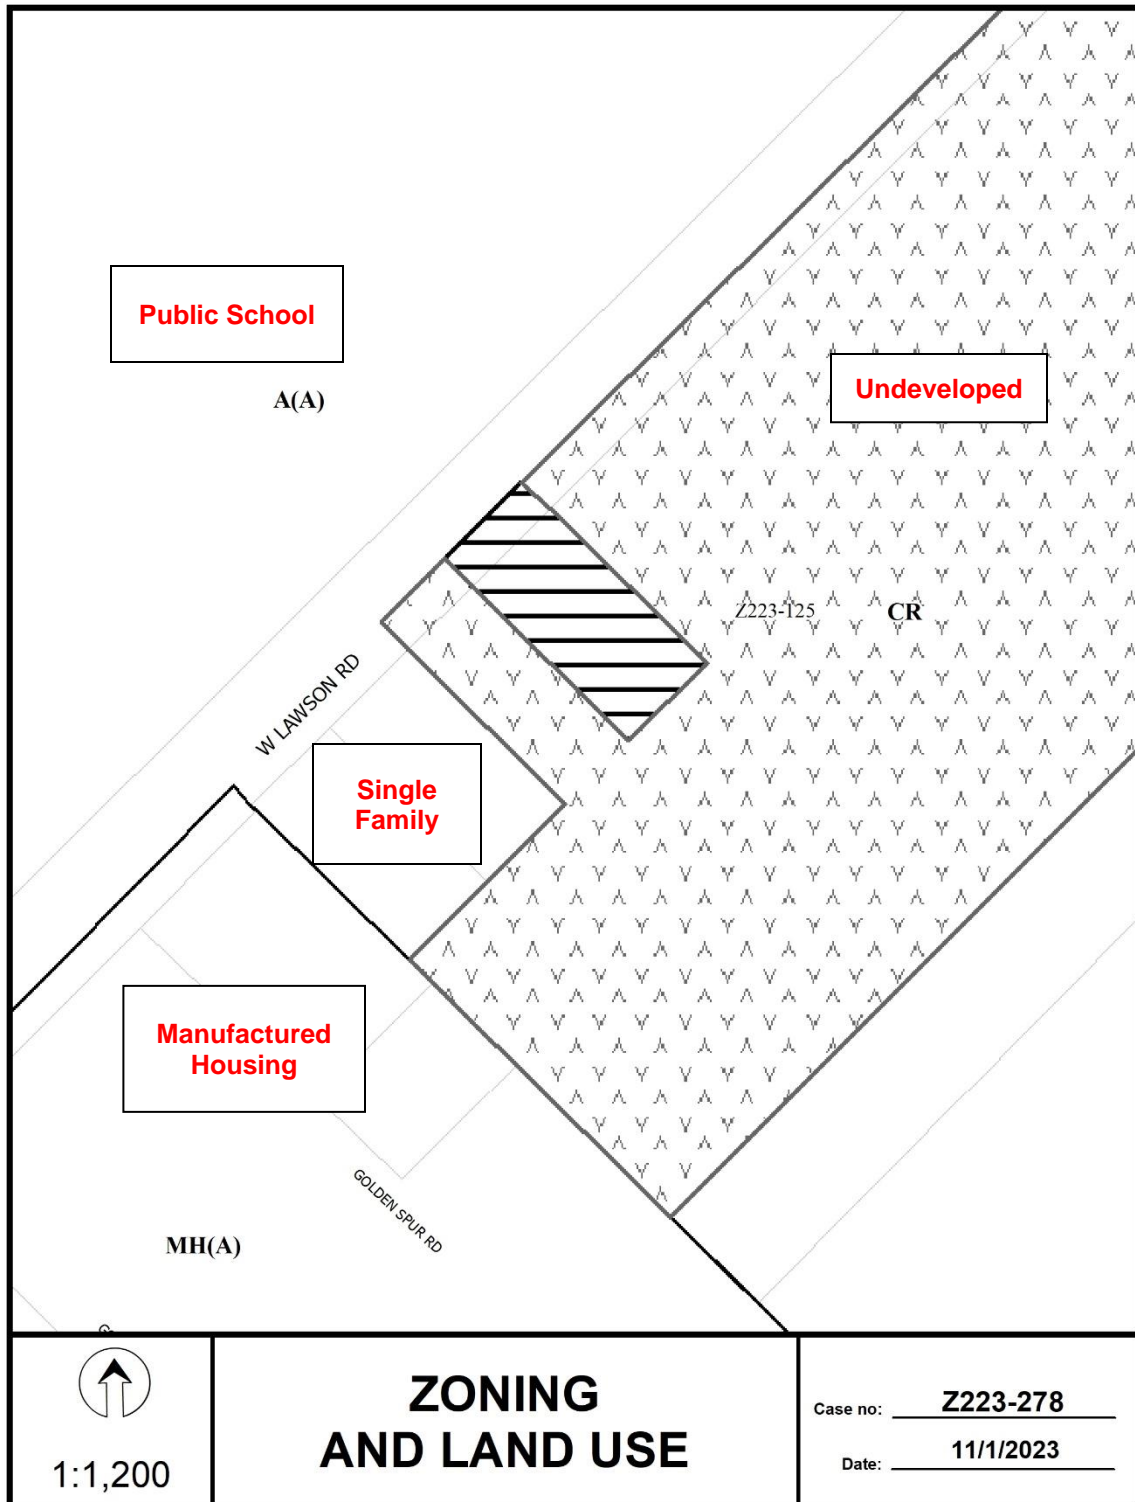 Public School
A(A)
Undeveloped
Z223-125
CR
W LAWSON RD
Single
Family
Manufactured
Housing
GOLDEN SPUR RD
MH(A)
1:1,200
ZONING
AND LAND USE
Case no: Z223-278
Date: 11/1/2023